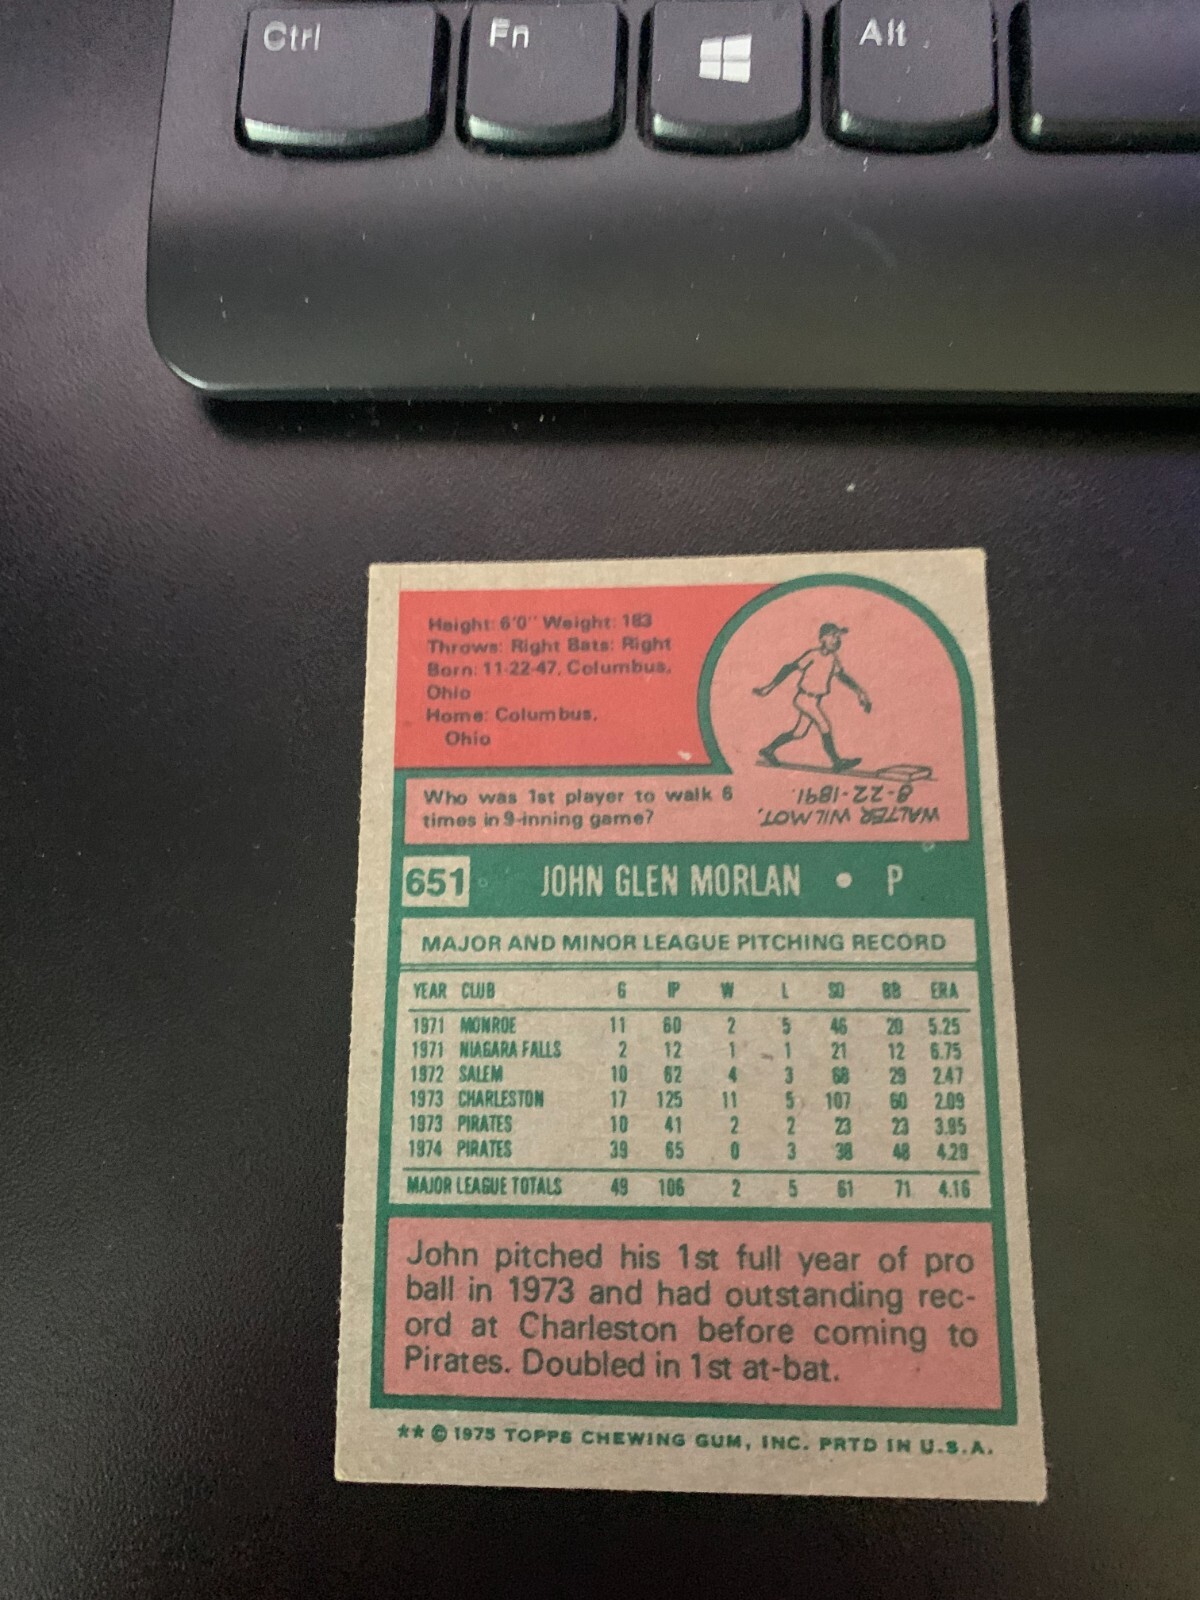 Ctrl
Fn
Alt
Height: 6'0" Weight: 183
Throws: Right Bats: Right
Born: 11-22-47, Columbus,
Ohio
Home: Columbus,
Ohio
Who was 1st player to walk 6
times in 9-inning game?
WALTER WILMOT,
8-22-1891.
651 JOHN GLEN MORLAN • P
MAJOR AND MINOR LEAGUE PITCHING RECORD
YEAR CLUB G IP W L SO BB ERA
1971 MONROE 11 60 2 5 46 20 5.25
1971 NIAGARA FALLS 2 12 1 1 21 12 6.75
1972 SALEM 10 62 4 3 68 29 2.47
1973 CHARLESTON 17 125 11 5 107 60 2.09
1973 PIRATES 10 41 2 2 23 23 3.95
1974 PIRATES 39 65 0 3 38 48 4.29
MAJOR LEAGUE TOTALS 49 106 2 5 61 71 4.16
John pitched his 1st full year of pro
ball in 1973 and had outstanding rec-
ord at Charleston before coming to
Pirates. Doubled in 1st at-bat.
** © 1975 TOPPS CHEWING GUM, INC. PRTD IN U.S.A.